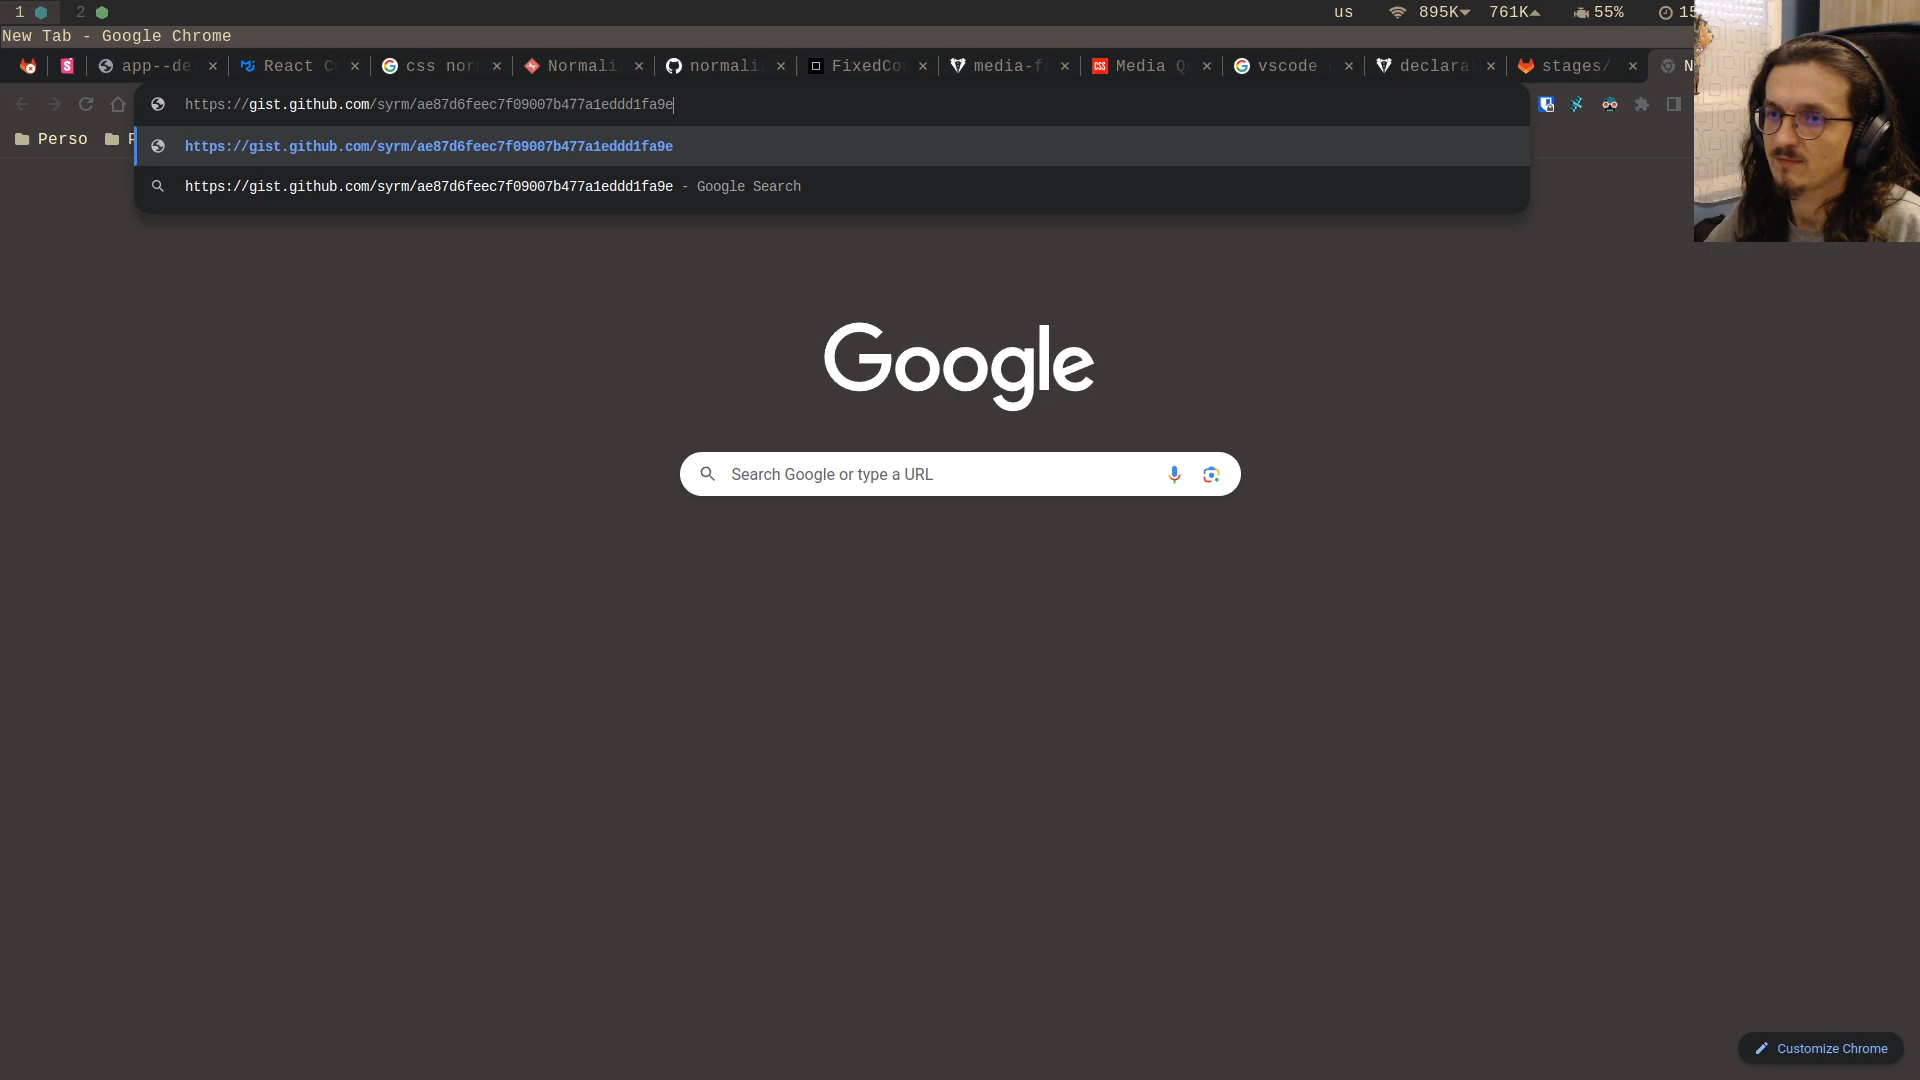 1 2 us 895K 761K 55% 15
New Tab - Google Chrome
app--de React C css nor Normali normali FixedCo media-f Media Q vscode declara stages/ N
https://gist.github.com/syrm/ae87d6feec7f09007b477a1eddd1fa9e
Perso
https://gist.github.com/syrm/ae87d6feec7f09007b477a1eddd1fa9e
https://gist.github.com/syrm/ae87d6feec7f09007b477a1eddd1fa9e - Google Search
Google
Search Google or type a URL
Customize Chrome